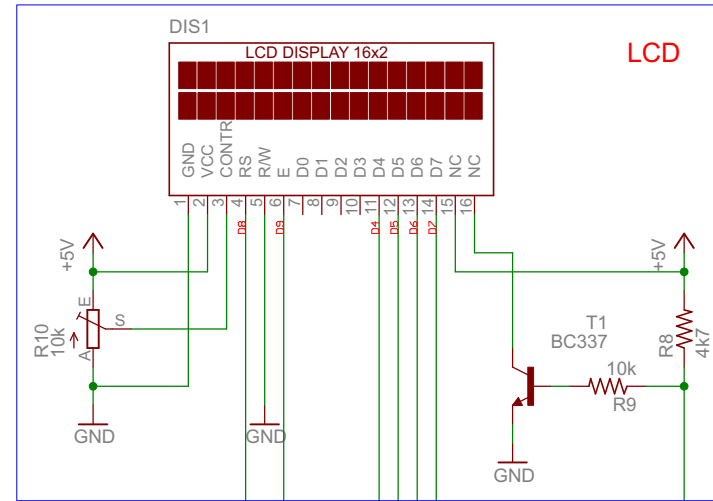 DIS1
LCD DISPLAY 16x2
LCD
GND
VCC
CONTR
RS
R/W
E
D0
D1
D2
D3
D4
D5
D6
D7
NC
NC
1
2
3
4
5
6
7
8
9
10
11
12
13
14
15
16
D8
D9
D4
D5
D6
D7
+5V
E
S
A
R10
10k
GND
GND
+5V
T1
BC337
R8
4k7
10k
R9
GND